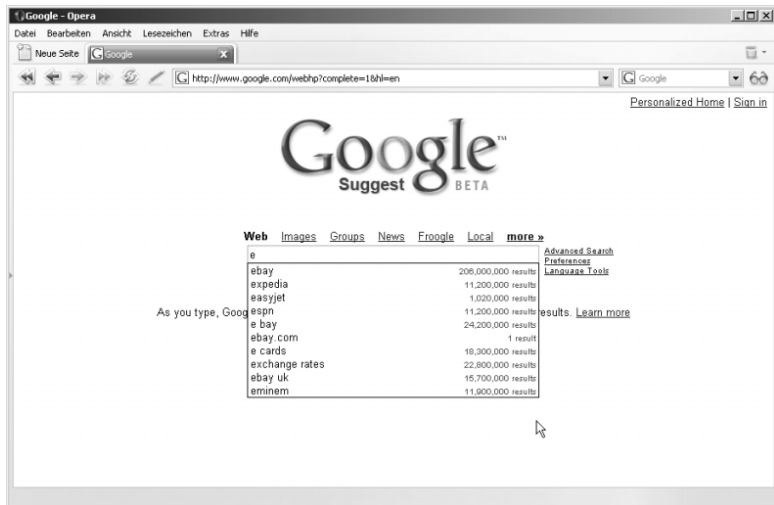 Google - Opera
Datei Bearbeiten Ansicht Lesezeichen Extras Hilfe
Neue Seite G Google
G http://www.google.com/webhp?complete=1&hl=en G Google
Personalized Home | Sign in
Google™
Suggest BETA
Web Images Groups News Froogle Local more »
e
Advanced Search
Preferences
Language Tools
ebay 206,000,000 results
expedia 11,200,000 results
easyjet 1,020,000 results
As you type, Goog
espn 11,200,000 results
esults. Learn more
e bay 24,200,000 results
ebay.com 1 result
e cards 18,300,000 results
exchange rates 22,800,000 results
ebay uk 15,700,000 results
eminem 11,900,000 results